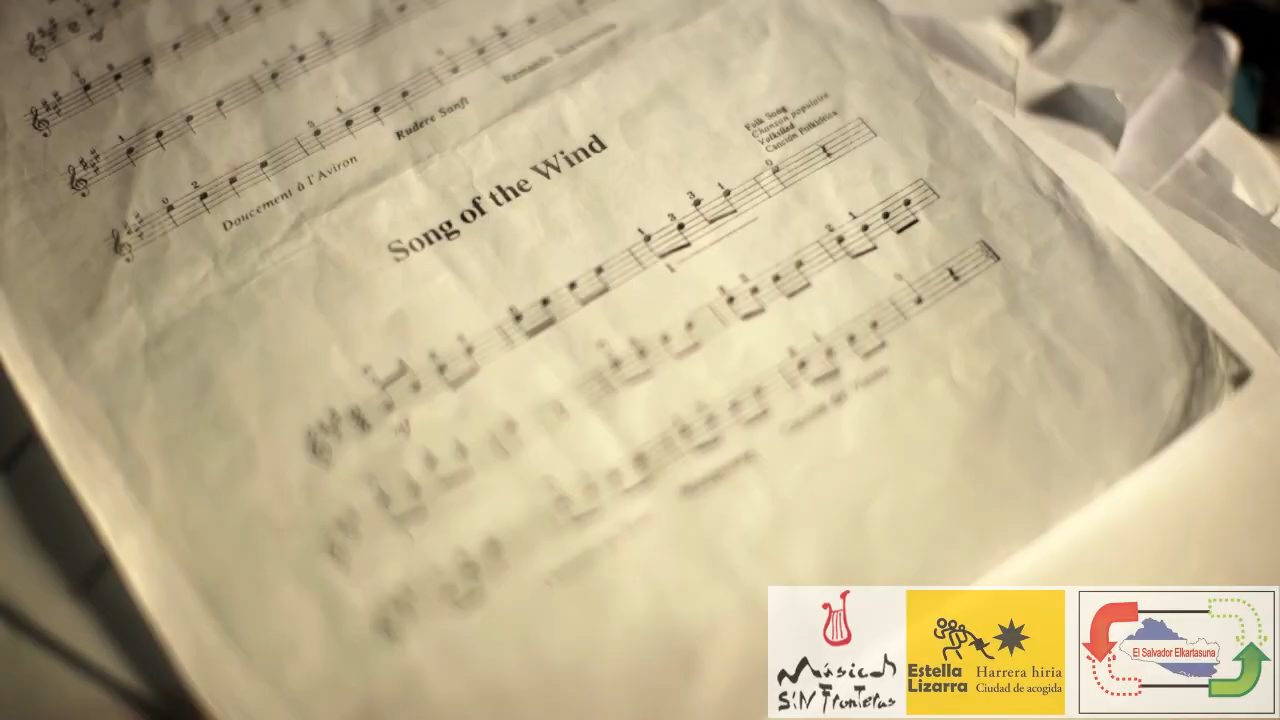 Doucement à l'Aviron
Rudere Sanft
Song of the Wind
Folk Song
Chanson populaire
Volkslied
Canción Folklórica
Músicos
Sin Fronteras
Estella
Lizarra
Harrera hiria
Ciudad de acogida
El Salvador Elkartasuna